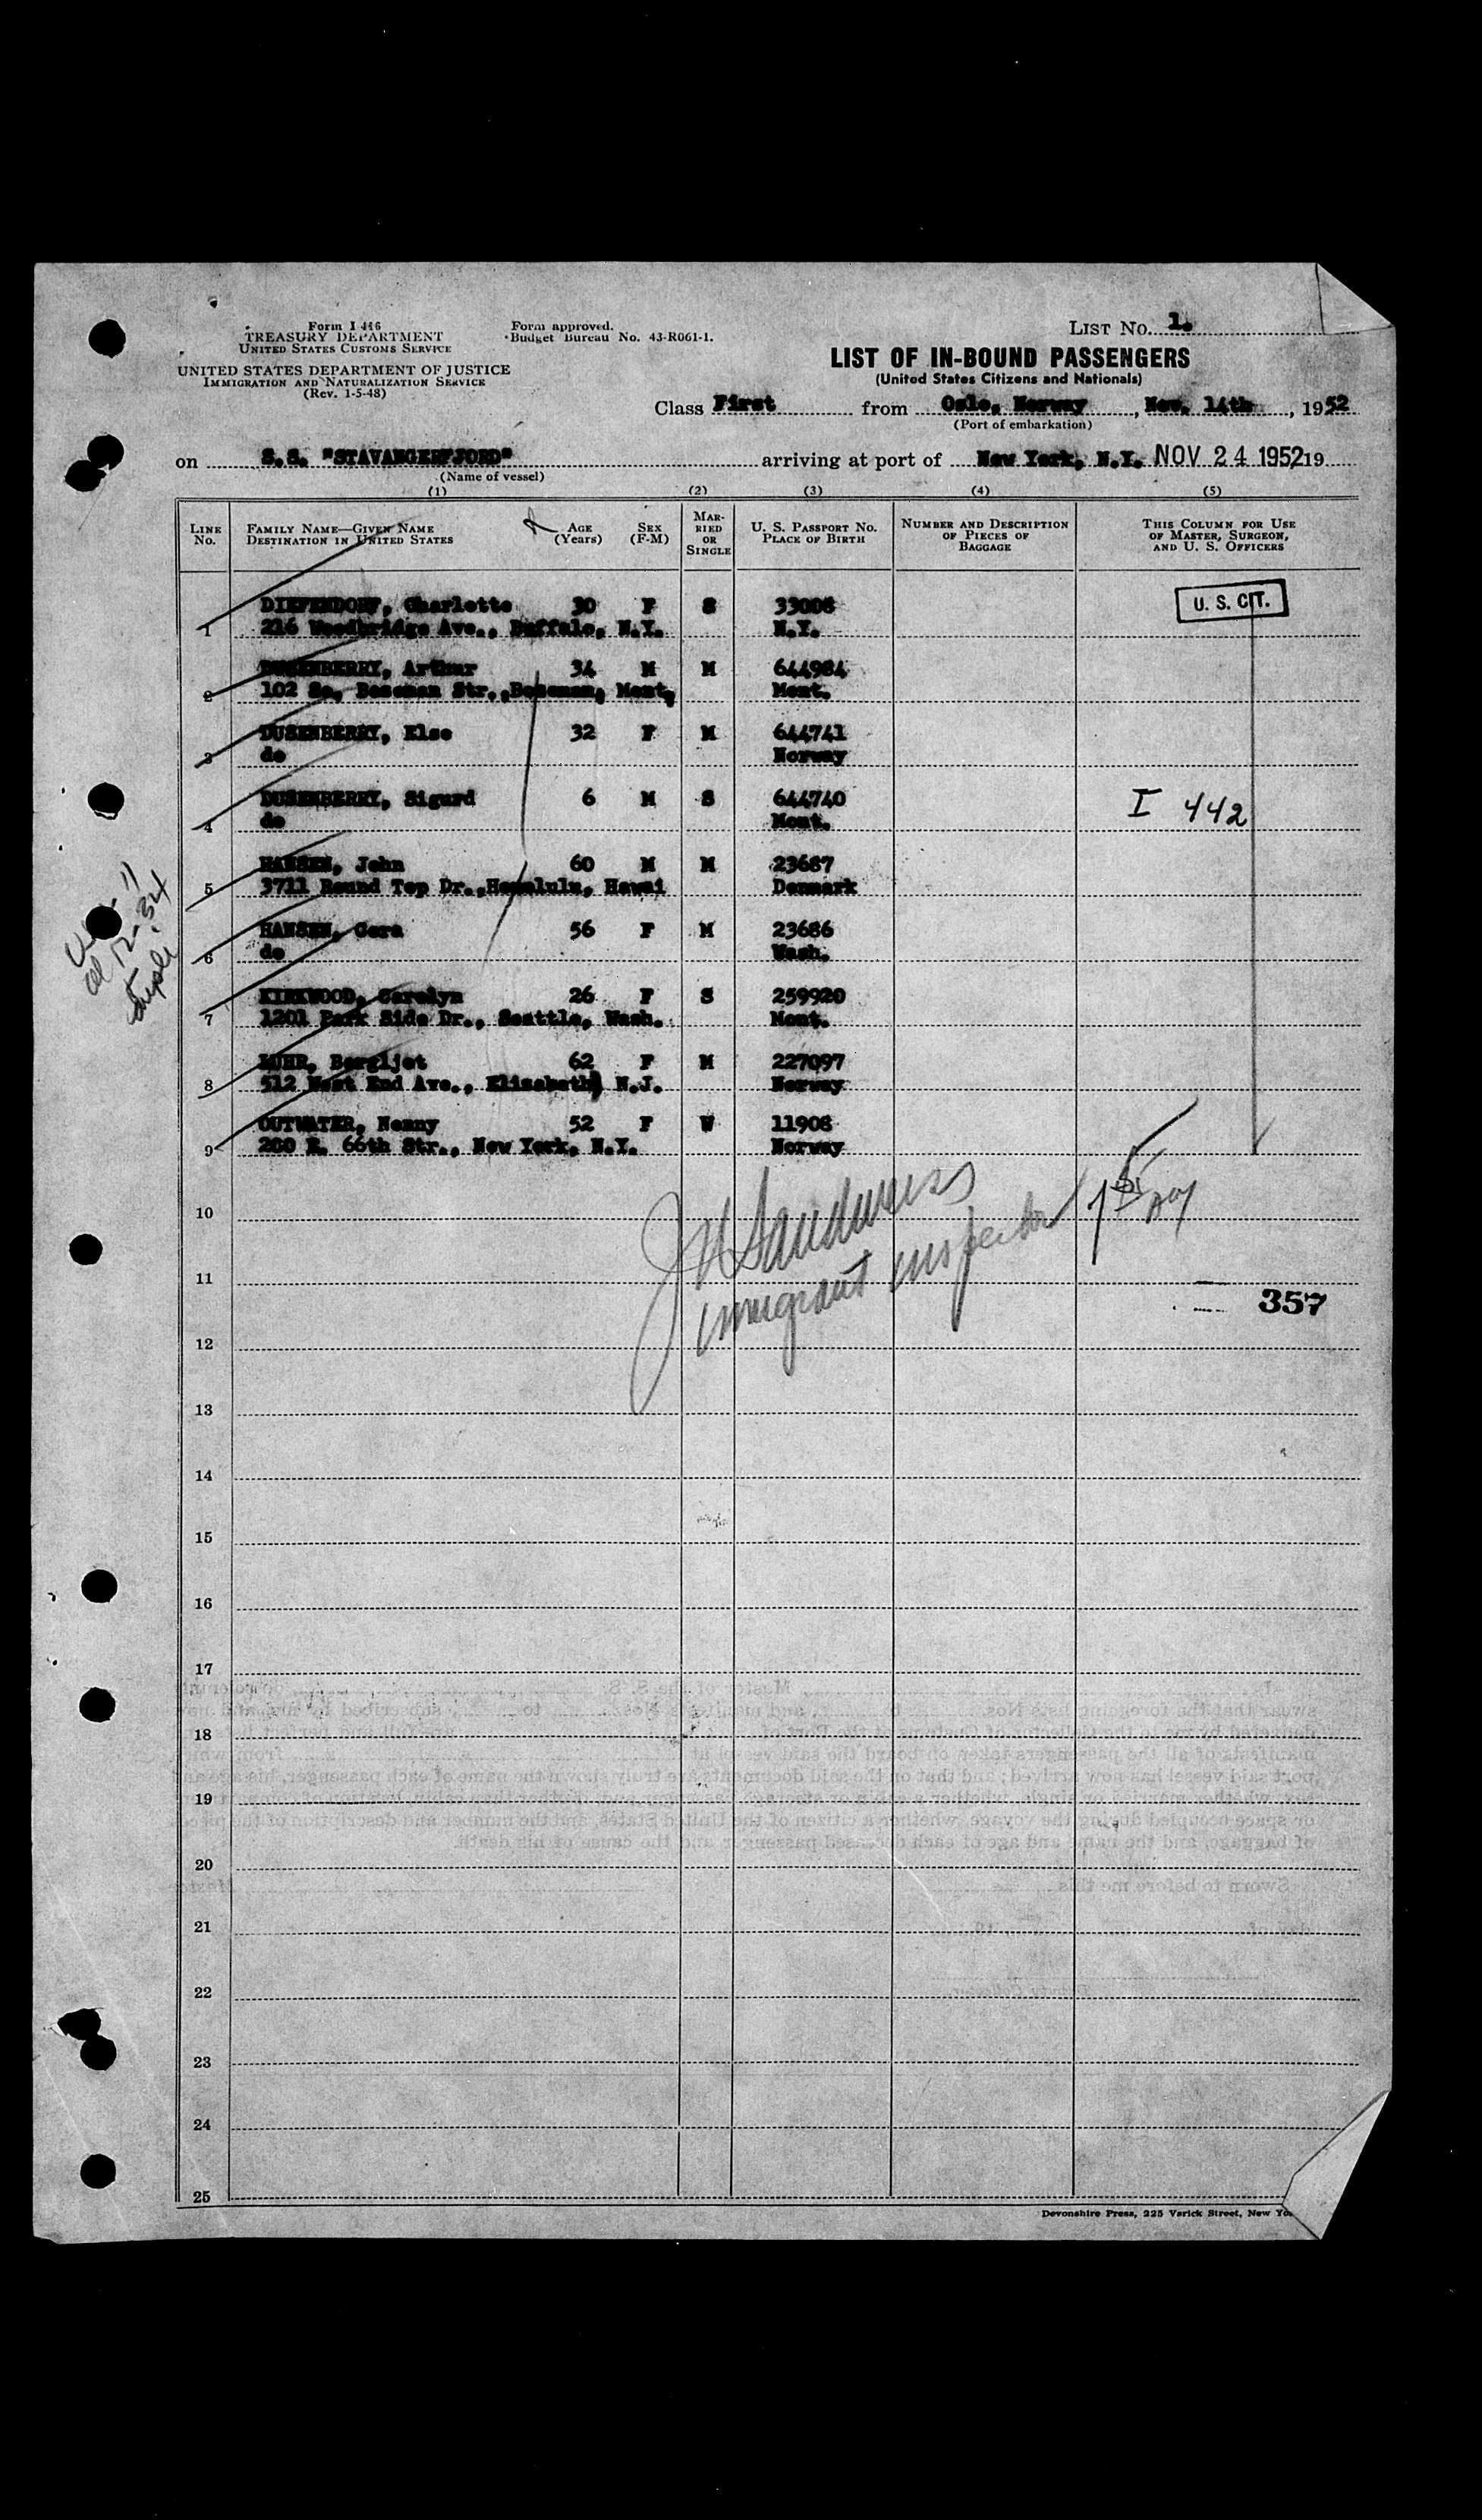 Form I 416
TREASURY DEPARTMENT
UNITED STATES CUSTOMS SERVICE
UNITED STATES DEPARTMENT OF JUSTICE
IMMIGRATION AND NATURALIZATION SERVICE
(Rev. 1-5-48)
Form approved.
Budget Bureau No. 43-R061-1.
LIST NO. 1.
LIST OF IN-BOUND PASSENGERS
(United States Citizens and Nationals)
Class First from Oslo, Norway, Nov. 14th, 1952
(Port of embarkation)
on S.S. "STAVANGERFJORD" arriving at port of New York, N.Y. NOV 24 1952 19
(Name of vessel)
(1) (2) (3) (4) (5)
LINE NO. FAMILY NAME—GIVEN NAME DESTINATION IN UNITED STATES AGE (Years) SEX (F-M) MARRIED OR SINGLE U. S. PASSPORT NO. PLACE OF BIRTH NUMBER AND DESCRIPTION OF PIECES OF BAGGAGE THIS COLUMN FOR USE OF MASTER, SURGEON, AND U. S. OFFICERS
DIEFENDORF, Charlotte 30 F S 33008 U. S. CIT.
1 216 Woodbridge Ave., Buffalo, N.Y. N.Y.
DUSENBERRY, Arthur 34 M M 644984
2 102 So, Bozeman Str., Bozeman, Mont, Mont.
DUSENBERRY, Else 32 F M 644741
3 do Norway
DUSENBERRY, Sigurd 6 M S 644740 I 442
4 do Mont.
HANSEN, John 60 M M 23687
5 3711 Round Top Dr., Honolulu, Hawai Denmark
HANSEN, Cora 56 F M 23686
6 do Wash.
KIRKWOOD, Carolyn 26 F S 259920
7 1201 Park Side Dr., Seattle, Wash. Mont.
LUHR, Bergljot 62 F M 227097
8 512 West End Ave., Elizabeth, N.J. Norway
OUTWATER, Nanny 52 F W 11908
9 200 E. 66th Str., New York, N.Y. Norway
10
Immigrant Inspector
11
357
12
13
14
15
16
17
18
19
20
21
22
23
24
25
Devonshire Press, 225 Varick Street, New Yo